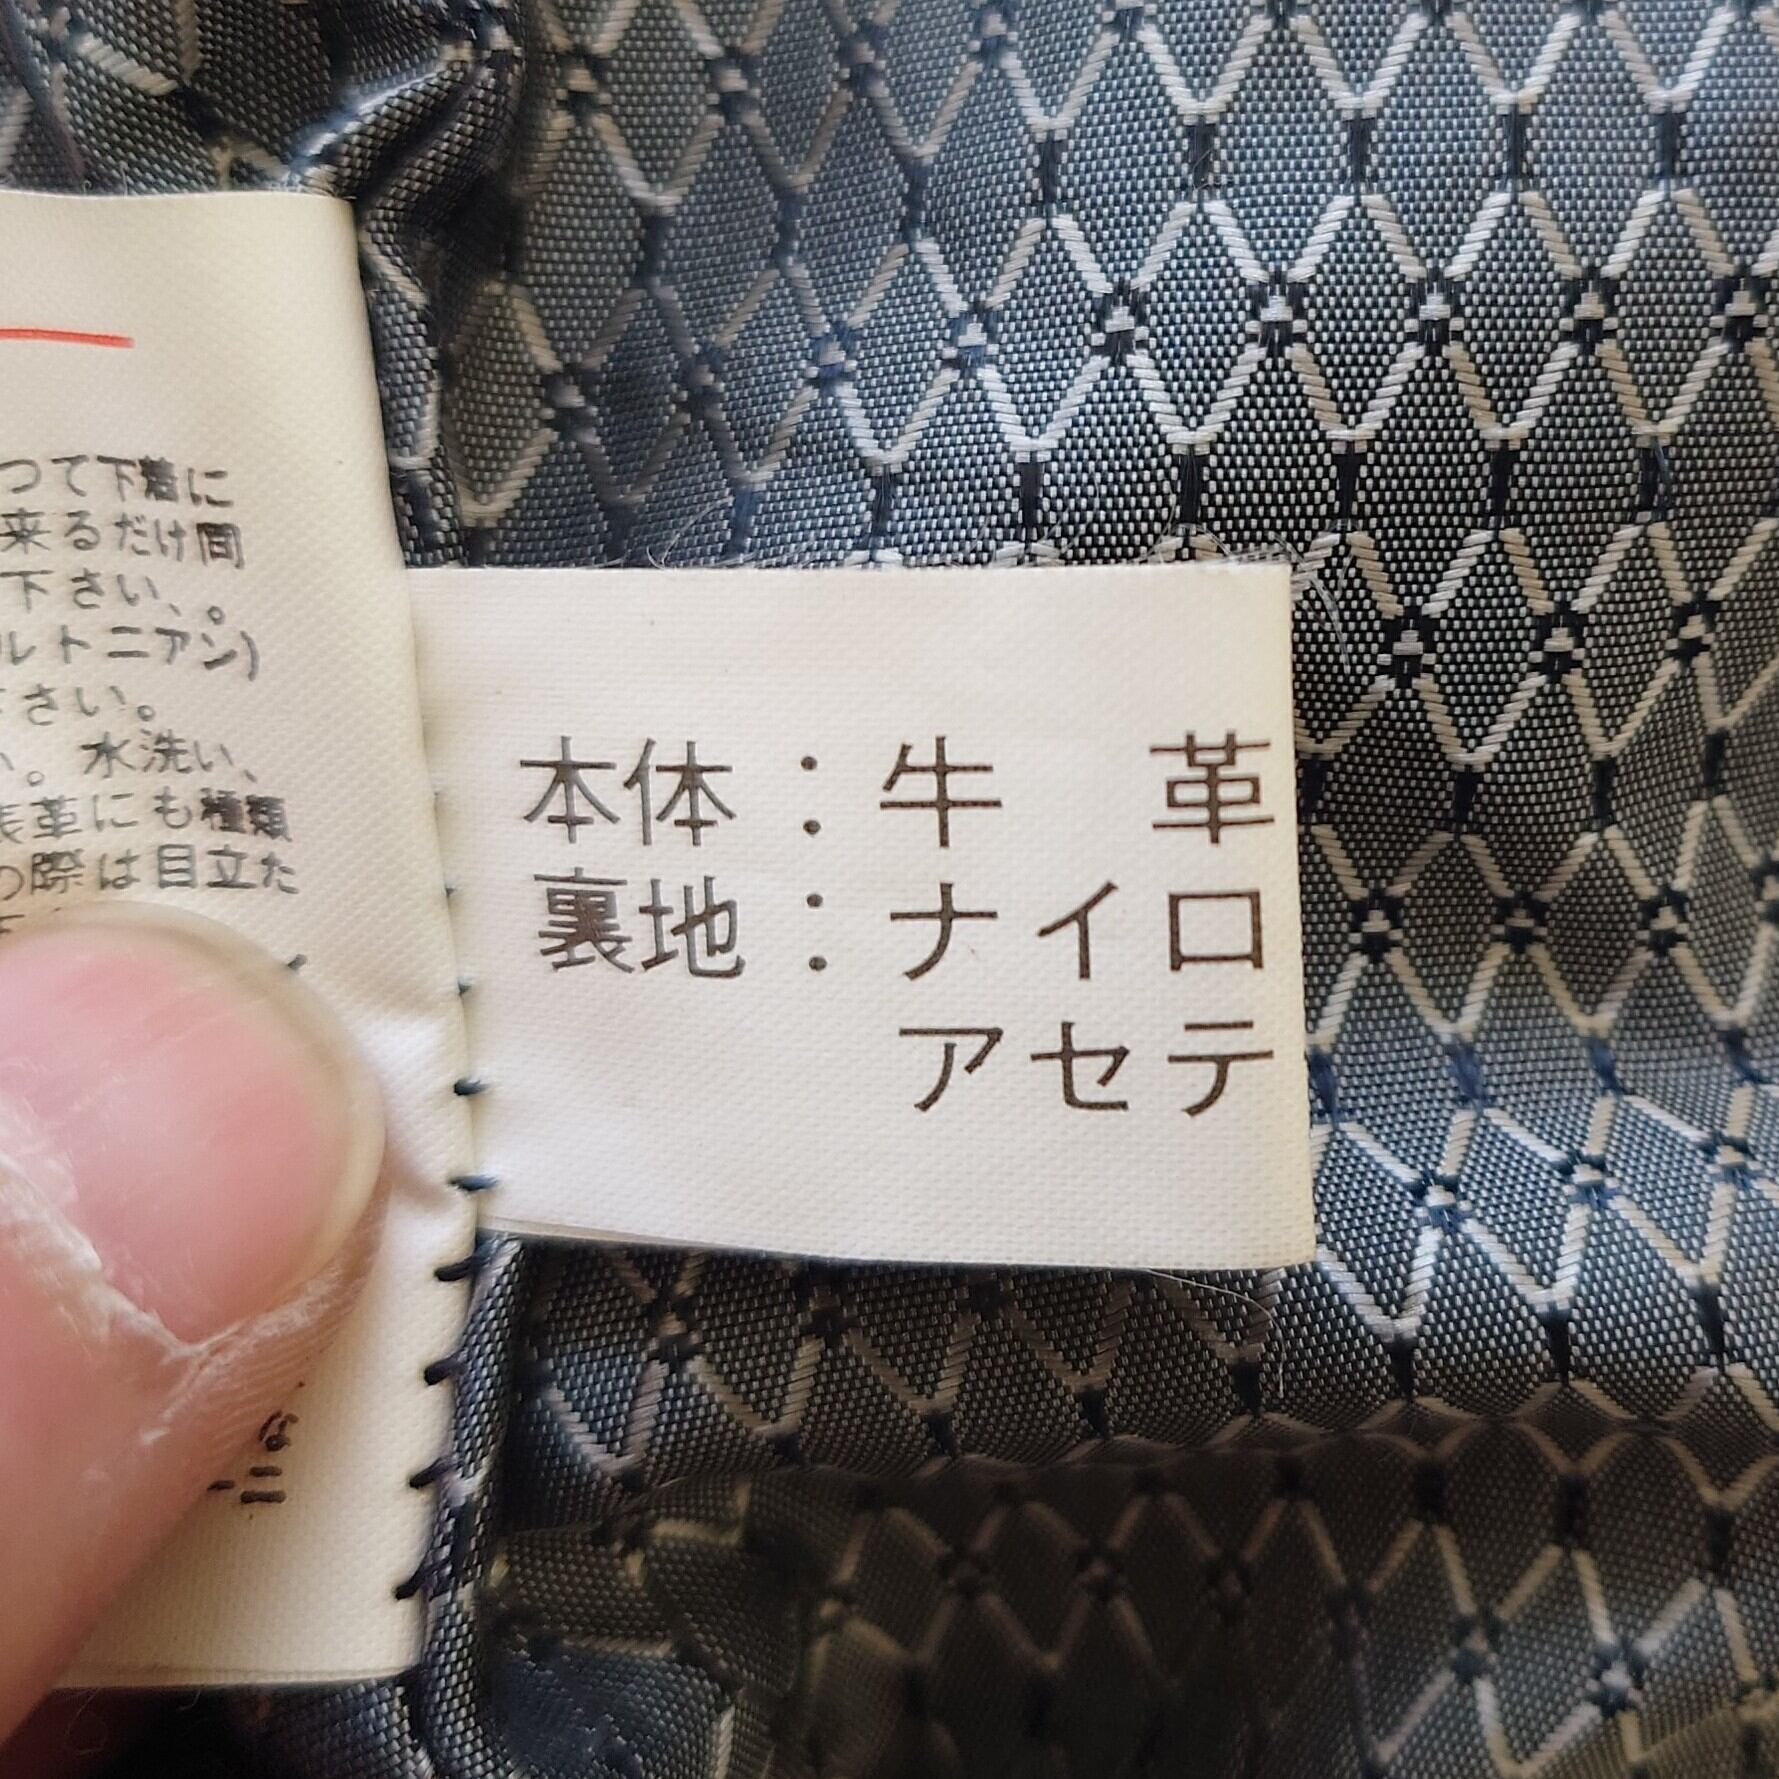 つて下着に
来るだけ間
下さい、。
ルトニアン)
さい。
い。水洗い、
表革にも種類
の際は目立た
本体：牛　革
裏地：ナイロ
アセテ